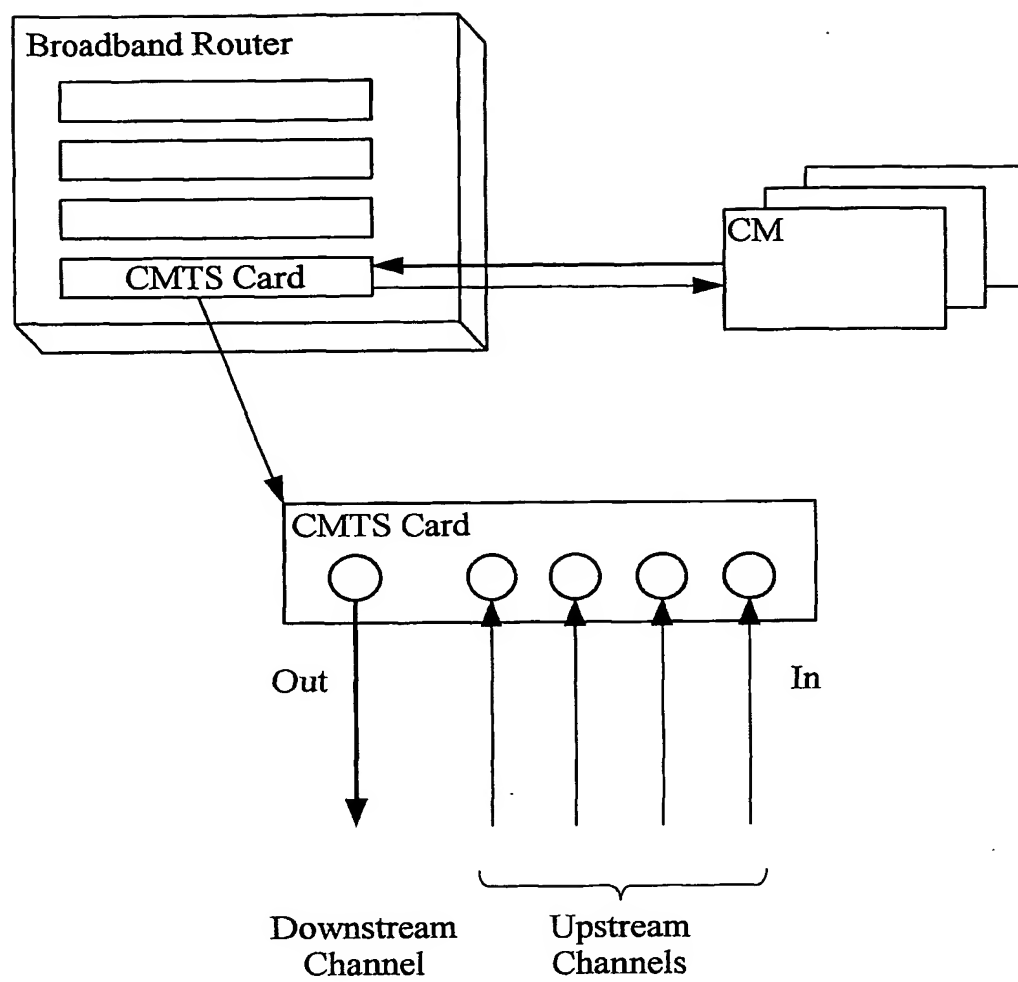 Broadband Router
CMTS Card
CM
CMTS Card
Out
In
Downstream
Channel
Upstream
Channels